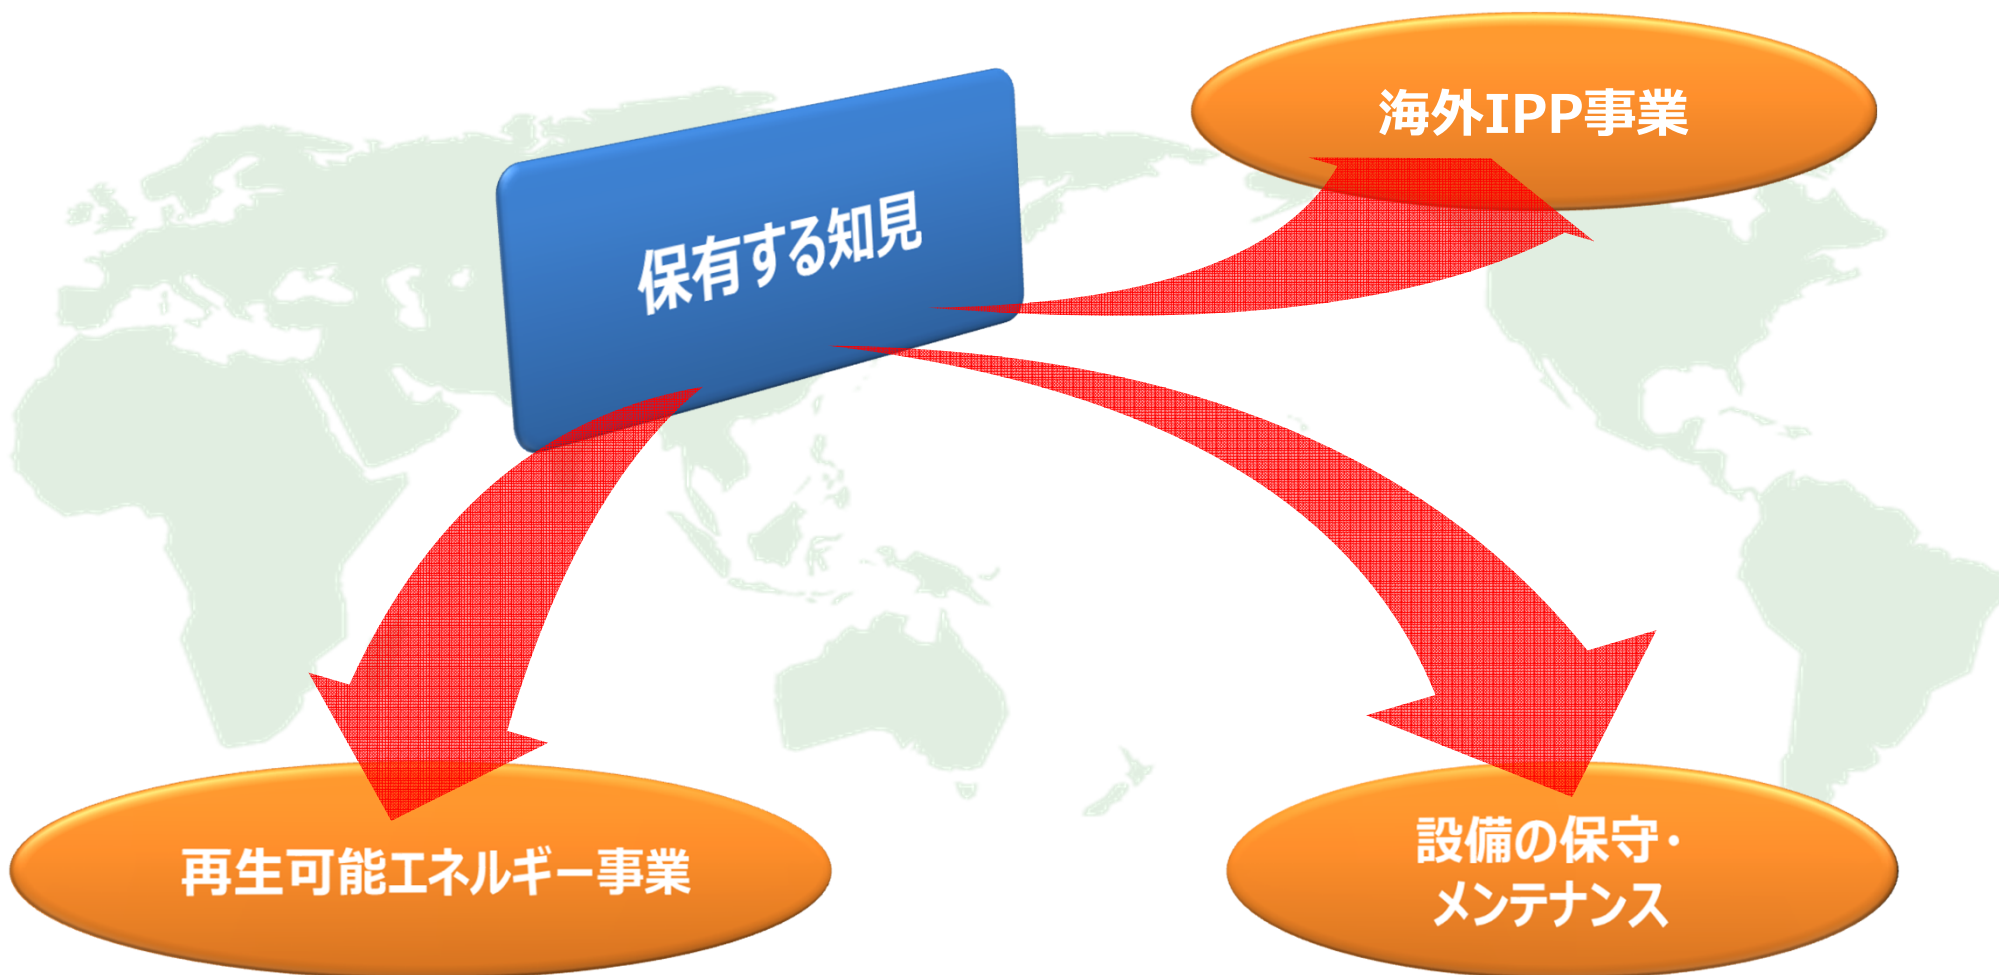 海外IPP事業
保有する知見
再生可能エネルギー事業
設備の保守・
メンテナンス